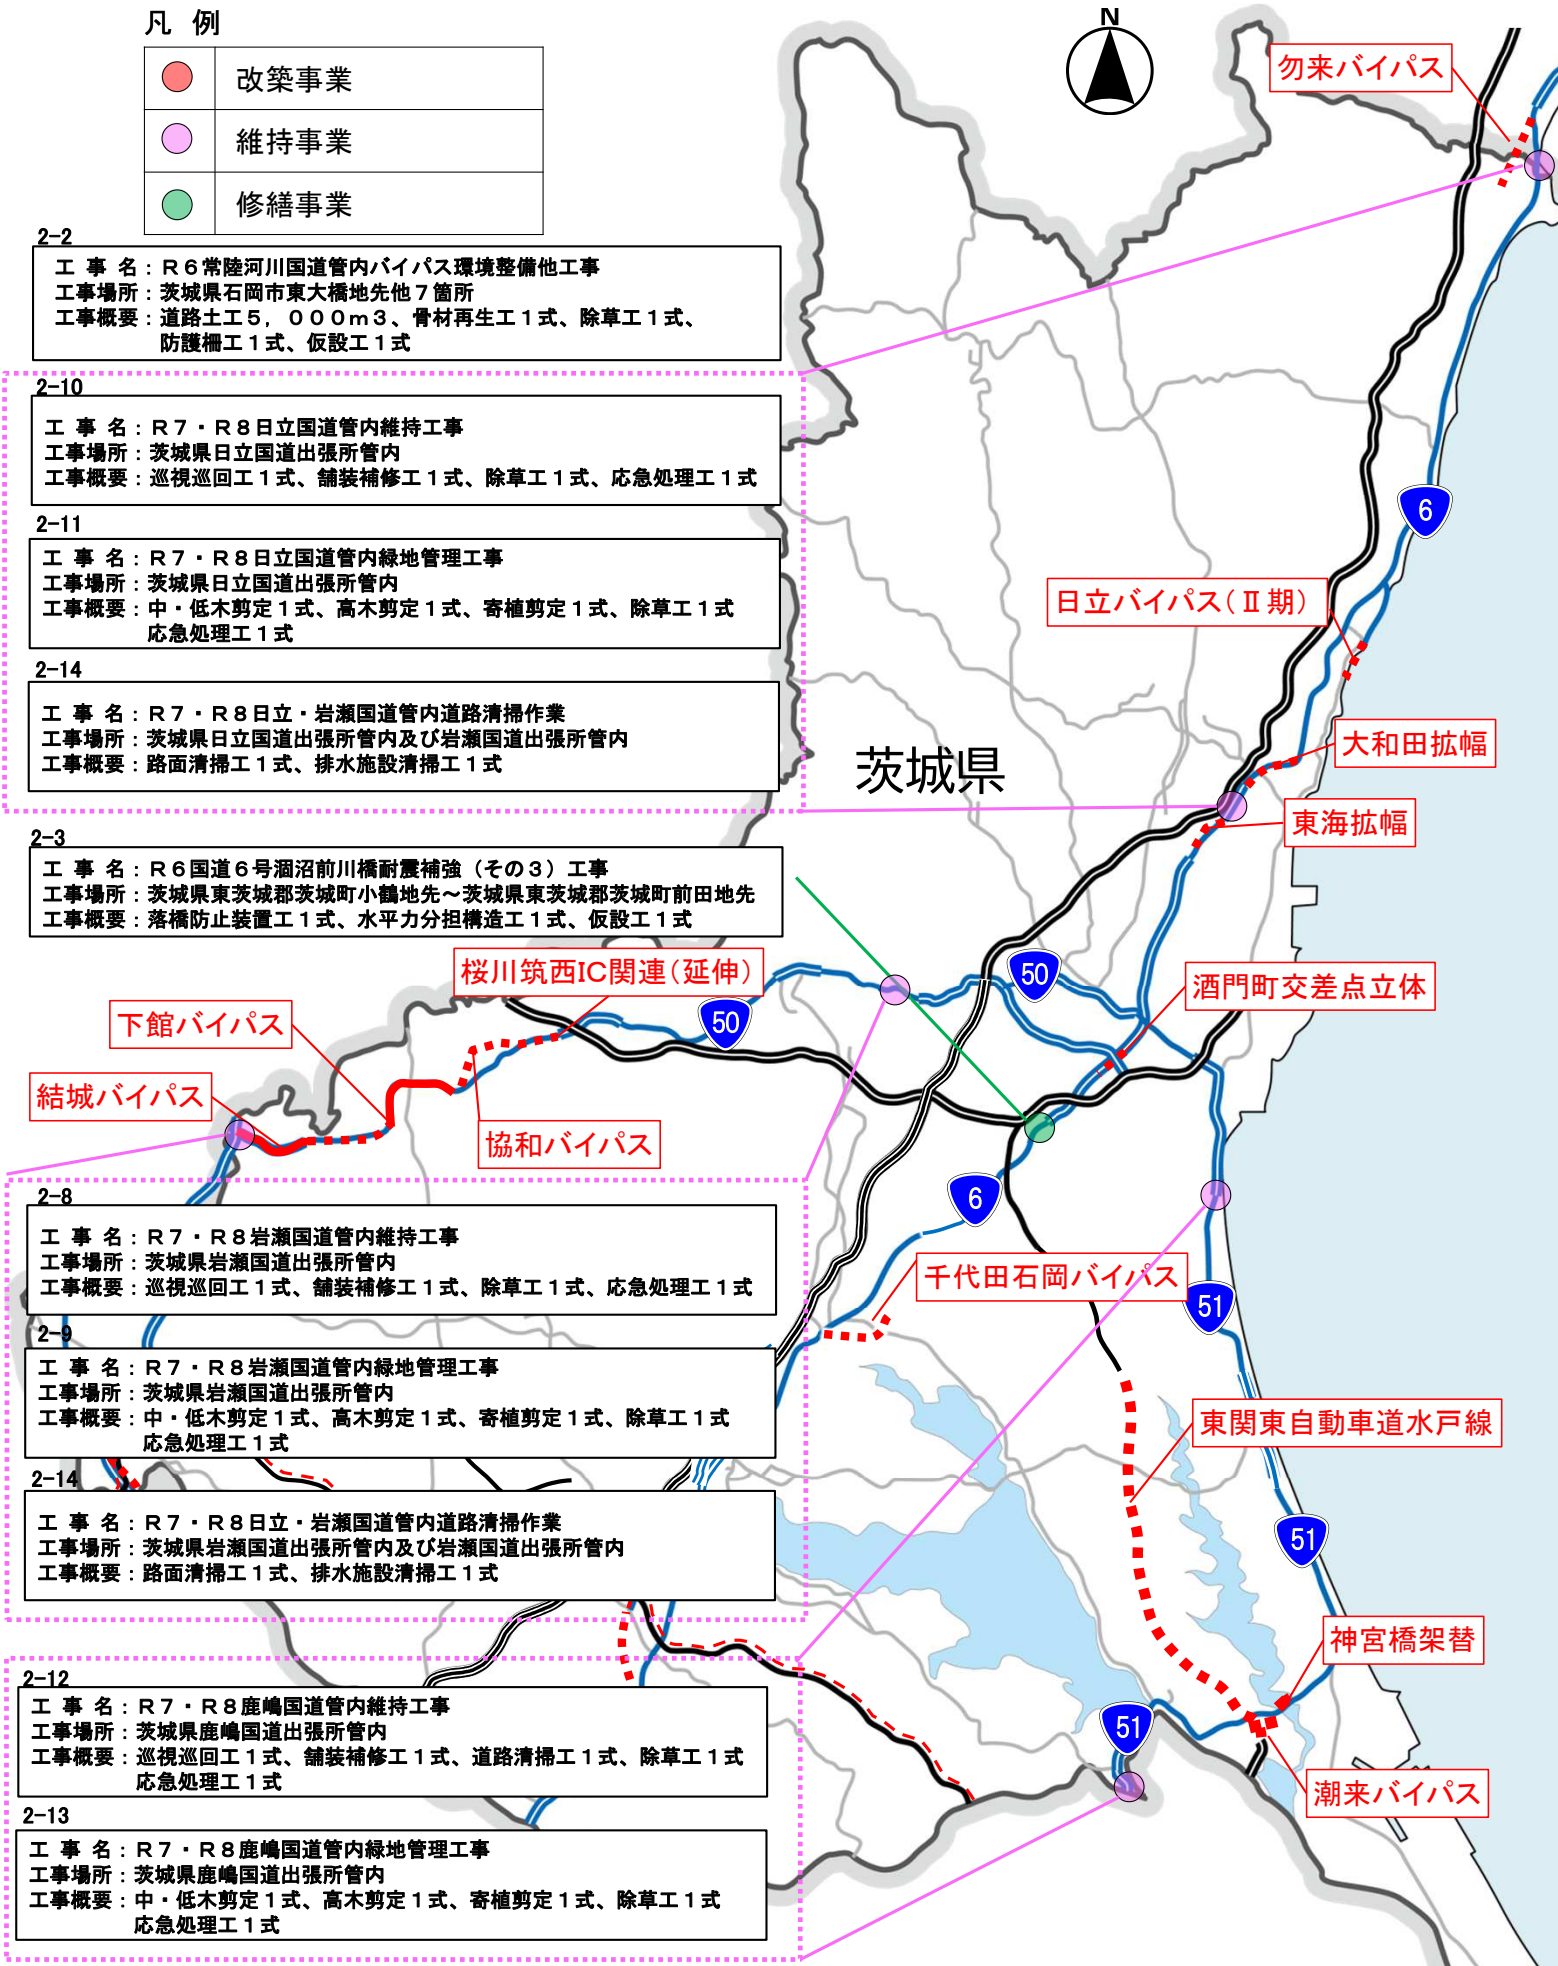 凡 例
改築事業
維持事業
修繕事業
N
勿来バイパス
2-2
工 事 名：Ｒ６常陸河川国道管内バイパス環境整備他工事
工事場所：茨城県石岡市東大橋地先他７箇所
工事概要：道路土工５，０００ｍ３、骨材再生工１式、除草工１式、
防護柵工１式、仮設工１式
2-10
工 事 名：Ｒ７・Ｒ８日立国道管内維持工事
工事場所：茨城県日立国道出張所管内
工事概要：巡視巡回工１式、舗装補修工１式、除草工１式、応急処理工１式
2-11
工 事 名：Ｒ７・Ｒ８日立国道管内緑地管理工事
工事場所：茨城県日立国道出張所管内
工事概要：中・低木剪定１式、高木剪定１式、寄植剪定１式、除草工１式
応急処理工１式
6
日立バイパス（Ⅱ期）
2-14
工 事 名：Ｒ７・Ｒ８日立・岩瀬国道管内道路清掃作業
工事場所：茨城県日立国道出張所管内及び岩瀬国道出張所管内
工事概要：路面清掃工１式、排水施設清掃工１式
茨城県
大和田拡幅
東海拡幅
2-3
工 事 名：Ｒ６国道６号涸沼前川橋耐震補強（その３）工事
工事場所：茨城県東茨城郡茨城町小鶴地先～茨城県東茨城郡茨城町前田地先
工事概要：落橋防止装置工１式、水平力分担構造工１式、仮設工１式
桜川筑西IC関連（延伸）
50
酒門町交差点立体
下館バイパス
50
結城バイパス
協和バイパス
6
2-8
工 事 名：Ｒ７・Ｒ８岩瀬国道管内維持工事
工事場所：茨城県岩瀬国道出張所管内
工事概要：巡視巡回工１式、舗装補修工１式、除草工１式、応急処理工１式
千代田石岡バイパス
51
2-9
工 事 名：Ｒ７・Ｒ８岩瀬国道管内緑地管理工事
工事場所：茨城県岩瀬国道出張所管内
工事概要：中・低木剪定１式、高木剪定１式、寄植剪定１式、除草工１式
応急処理工１式
東関東自動車道水戸線
2-14
工 事 名：Ｒ７・Ｒ８日立・岩瀬国道管内道路清掃作業
工事場所：茨城県岩瀬国道出張所管内及び岩瀬国道出張所管内
工事概要：路面清掃工１式、排水施設清掃工１式
51
神宮橋架替
2-12
工 事 名：Ｒ７・Ｒ８鹿嶋国道管内維持工事
工事場所：茨城県鹿嶋国道出張所管内
工事概要：巡視巡回工１式、舗装補修工１式、道路清掃工１式、除草工１式
応急処理工１式
51
潮来バイパス
2-13
工 事 名：Ｒ７・Ｒ８鹿嶋国道管内緑地管理工事
工事場所：茨城県鹿嶋国道出張所管内
工事概要：中・低木剪定１式、高木剪定１式、寄植剪定１式、除草工１式
応急処理工１式